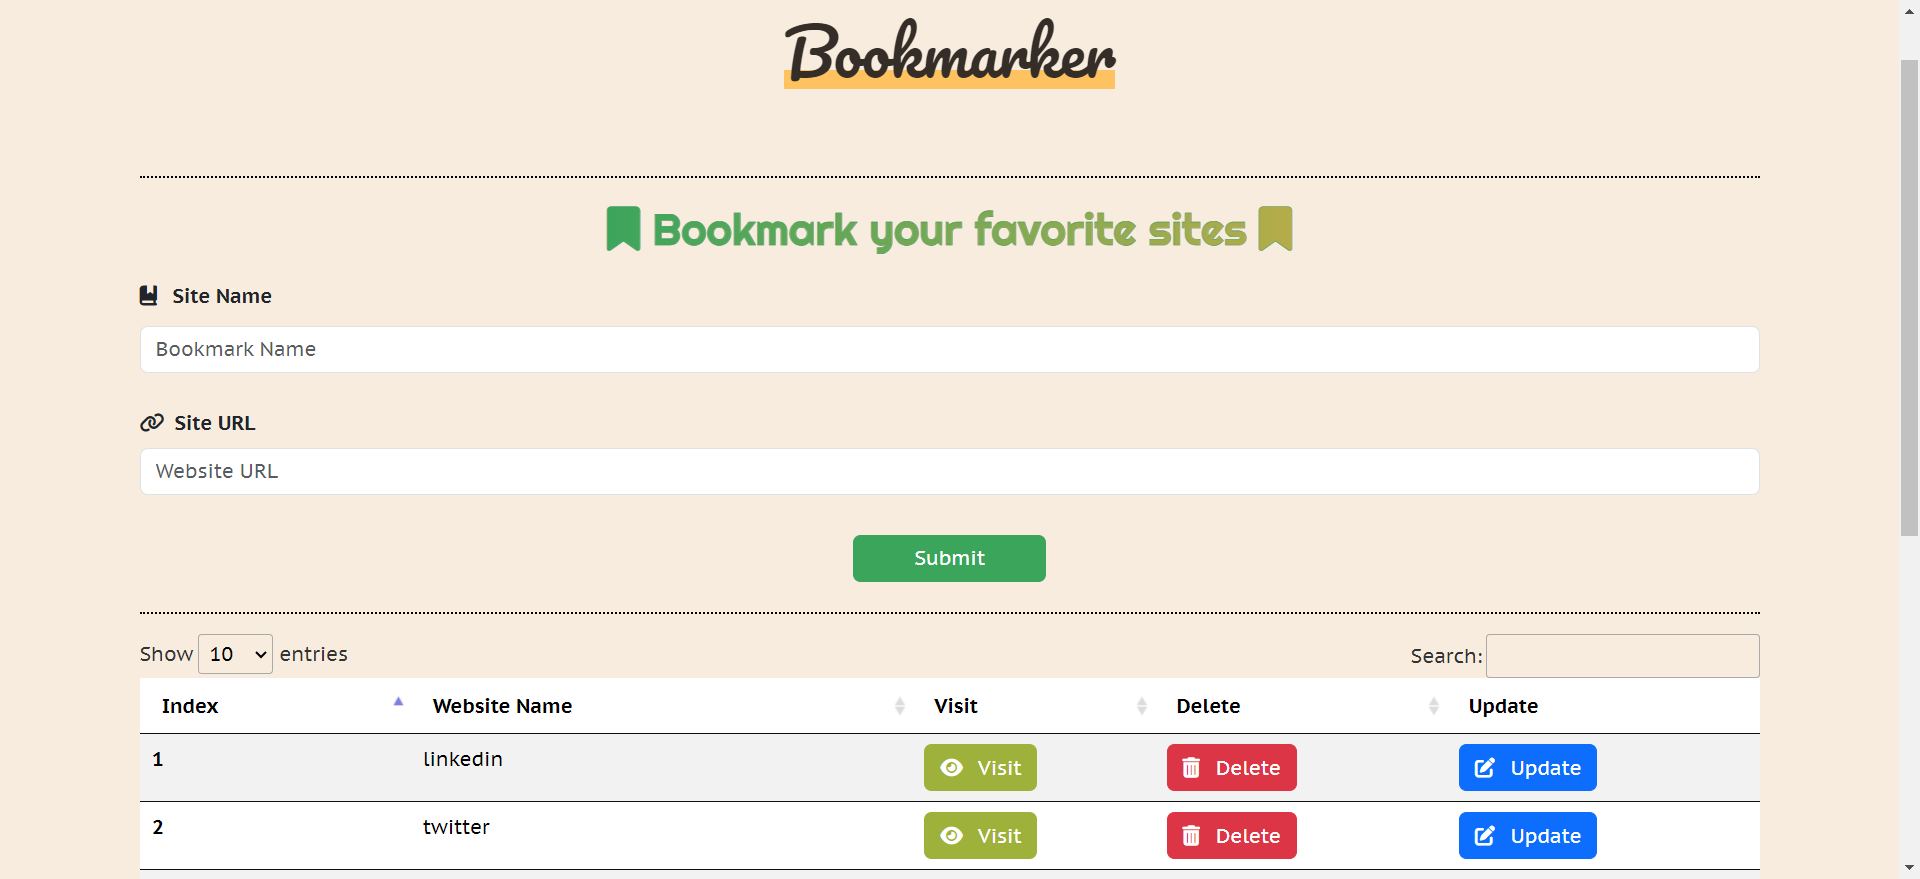 Bookmarker
Bookmark your favorite sites
Site Name
Bookmark Name
Site URL
Website URL
Submit
Show 10 entries Search:
Index Website Name Visit Delete Update
1 linkedin Visit Delete Update
2 twitter Visit Delete Update